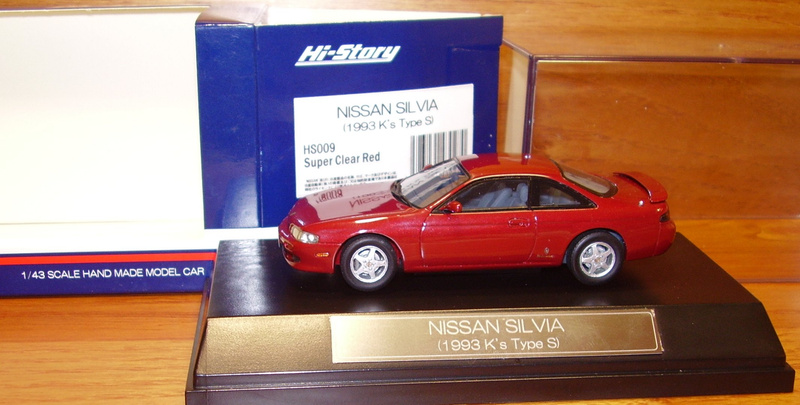 Hi-Story
NISSAN SILVIA
(1993 K's Type S)
HS009
Super Clear Red
1/43 SCALE HAND MADE MODEL CAR
NISSAN SILVIA
(1993 K's Type S)